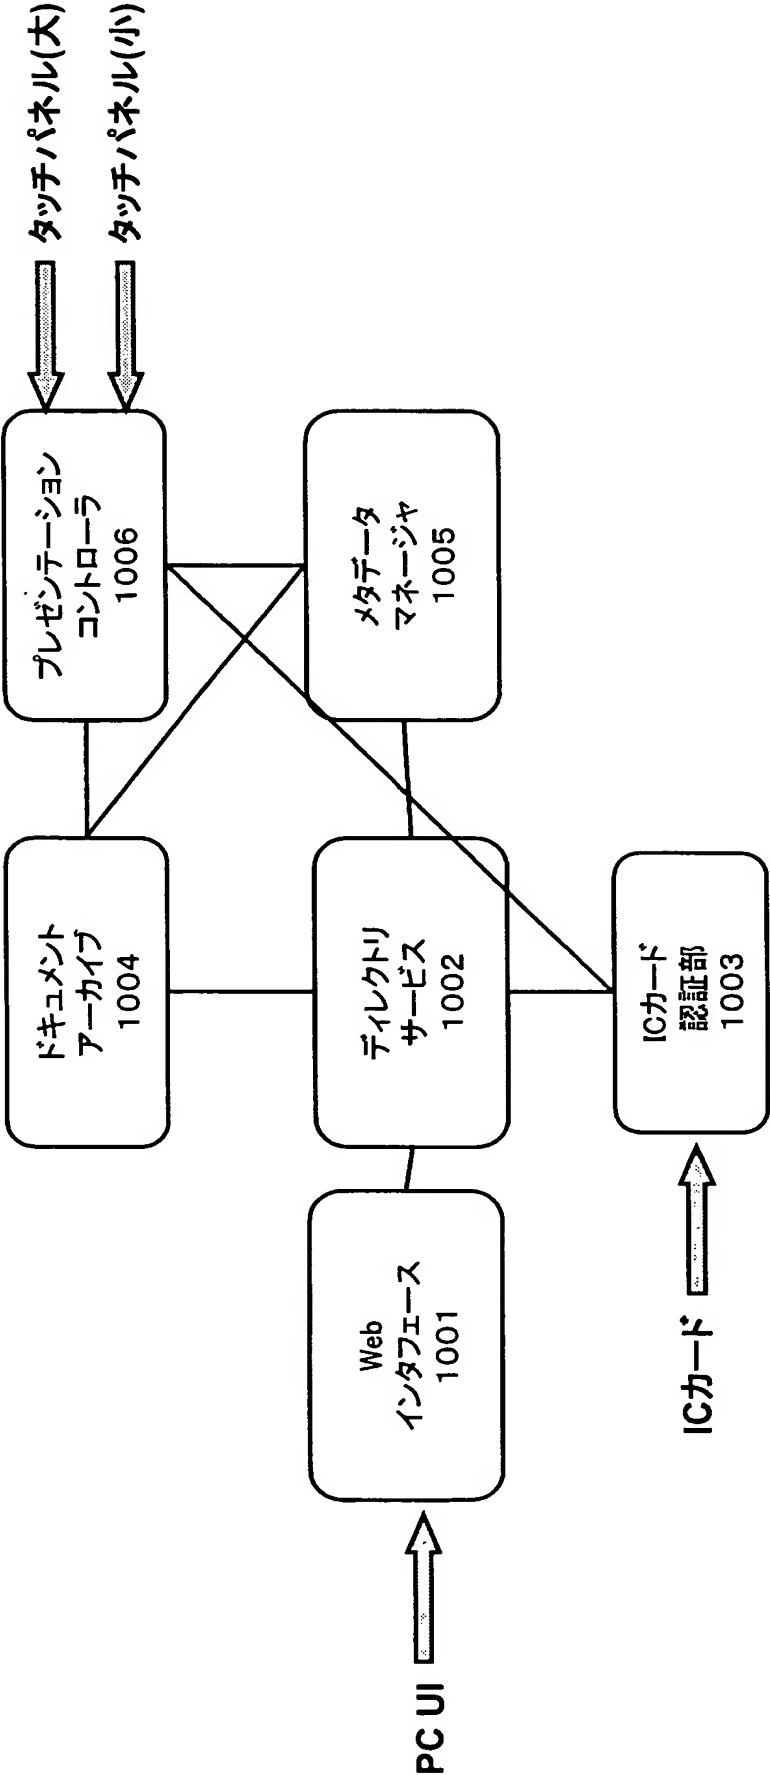 タッチパネル(大)
タッチパネル(小)
プレゼンテーション
コントローラ
1006
メタデータ
マネージャ
1005
ドキュメント
アーカイブ
1004
ディレクトリ
サービス
1002
ICカード
認証部
1003
Web
インタフェース
1001
ICカード
PC UI